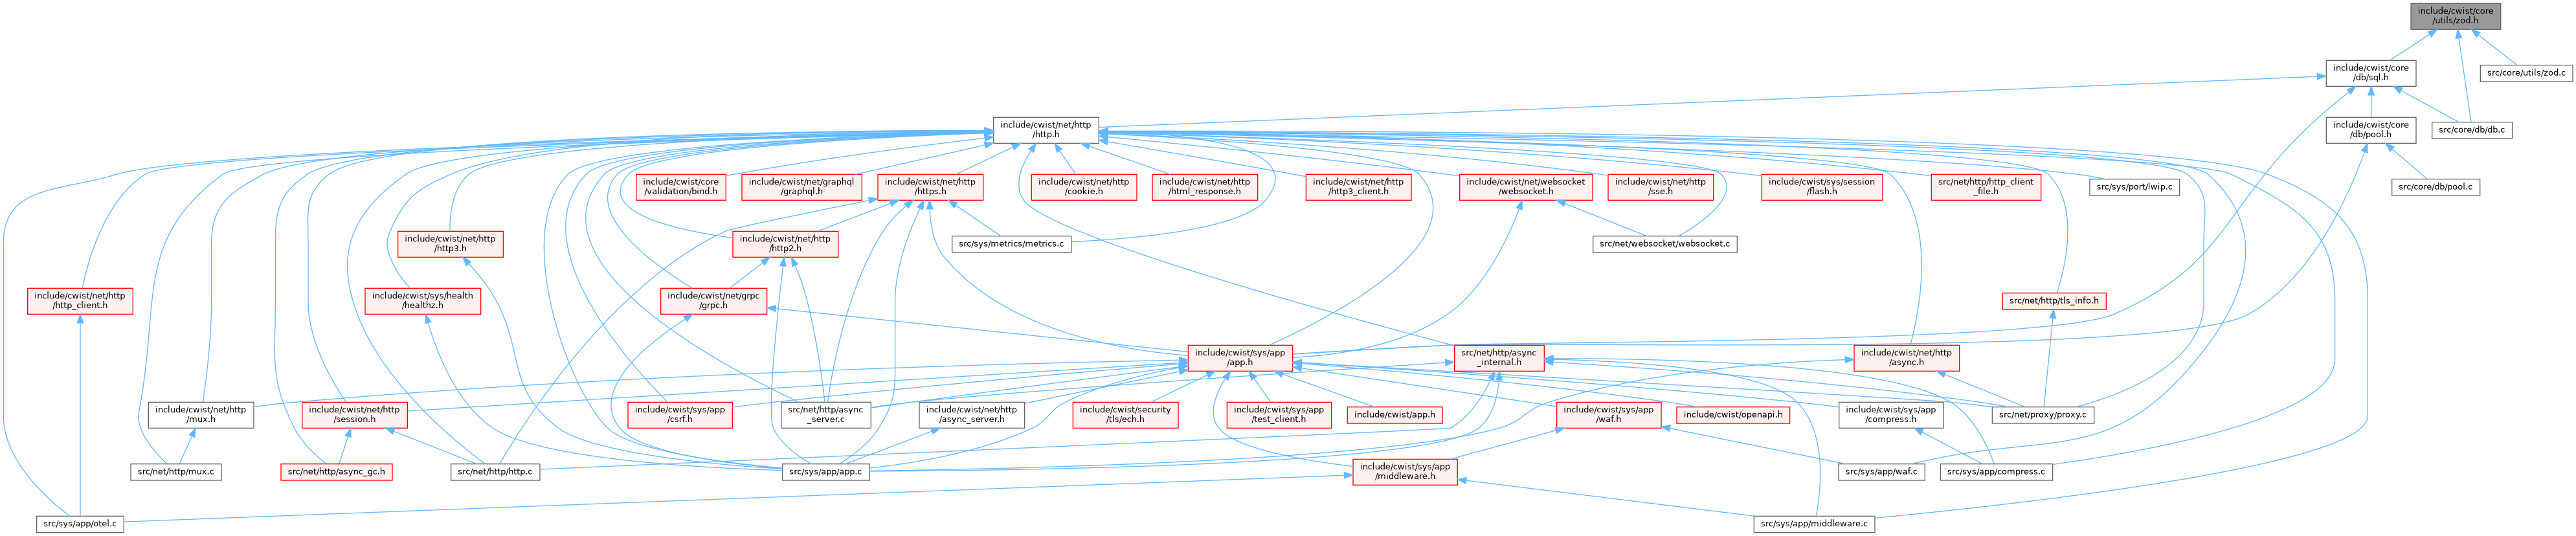 include/cwist/core
/utils/zod.h
include/cwist/core
/db/sql.h
src/core/utils/zod.c
include/cwist/net/http
/http.h
include/cwist/core
/db/pool.h
src/core/db/db.c
include/cwist/core
/validation/bind.h
include/cwist/net/graphql
/graphql.h
include/cwist/net/http
/https.h
include/cwist/net/http
/cookie.h
include/cwist/net/http
/html_response.h
include/cwist/net/http
/http3_client.h
include/cwist/net/websocket
/websocket.h
include/cwist/net/http
/sse.h
include/cwist/sys/session
/flash.h
src/net/http/http_client
_file.h
src/sys/port/lwip.c
src/core/db/pool.c
include/cwist/net/http
/http3.h
include/cwist/net/http
/http2.h
src/sys/metrics/metrics.c
src/net/websocket/websocket.c
include/cwist/net/http
/http_client.h
include/cwist/sys/health
/healthz.h
include/cwist/net/grpc
/grpc.h
src/net/http/tls_info.h
include/cwist/sys/app
/app.h
src/net/http/async
_internal.h
include/cwist/net/http
/async.h
include/cwist/net/http
/mux.h
include/cwist/net/http
/session.h
include/cwist/sys/app
/csrf.h
src/net/http/async
_server.c
include/cwist/net/http
/async_server.h
include/cwist/security
/tls/ech.h
include/cwist/sys/app
/test_client.h
include/cwist/app.h
include/cwist/sys/app
/waf.h
include/cwist/openapi.h
include/cwist/sys/app
/compress.h
src/net/proxy/proxy.c
src/net/http/mux.c
src/net/http/async_gc.h
src/net/http/http.c
src/sys/app/app.c
include/cwist/sys/app
/middleware.h
src/sys/app/waf.c
src/sys/app/compress.c
src/sys/app/otel.c
src/sys/app/middleware.c